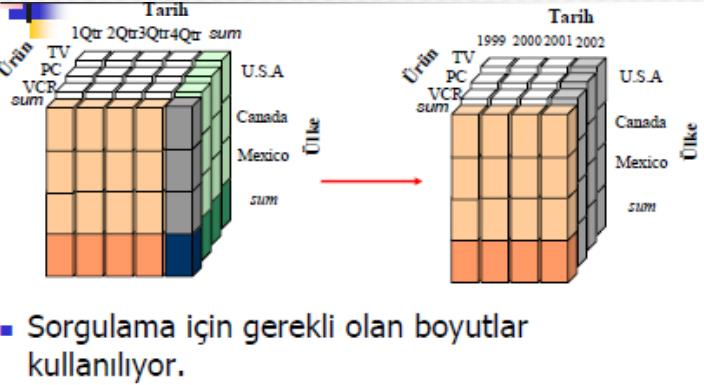 Tarih
1Qtr 2Qtr 3Qtr 4Qtr sum
Ürün
TV
PC
VCR
sum
U.S.A
Canada
Mexico
sum
Ülke
Tarih
1999 2000 2001 2002
Ürün
TV
PC
VCR
sum
U.S.A
Canada
Mexico
sum
Ülke
Sorgulama için gerekli olan boyutlar
kullanılıyor.